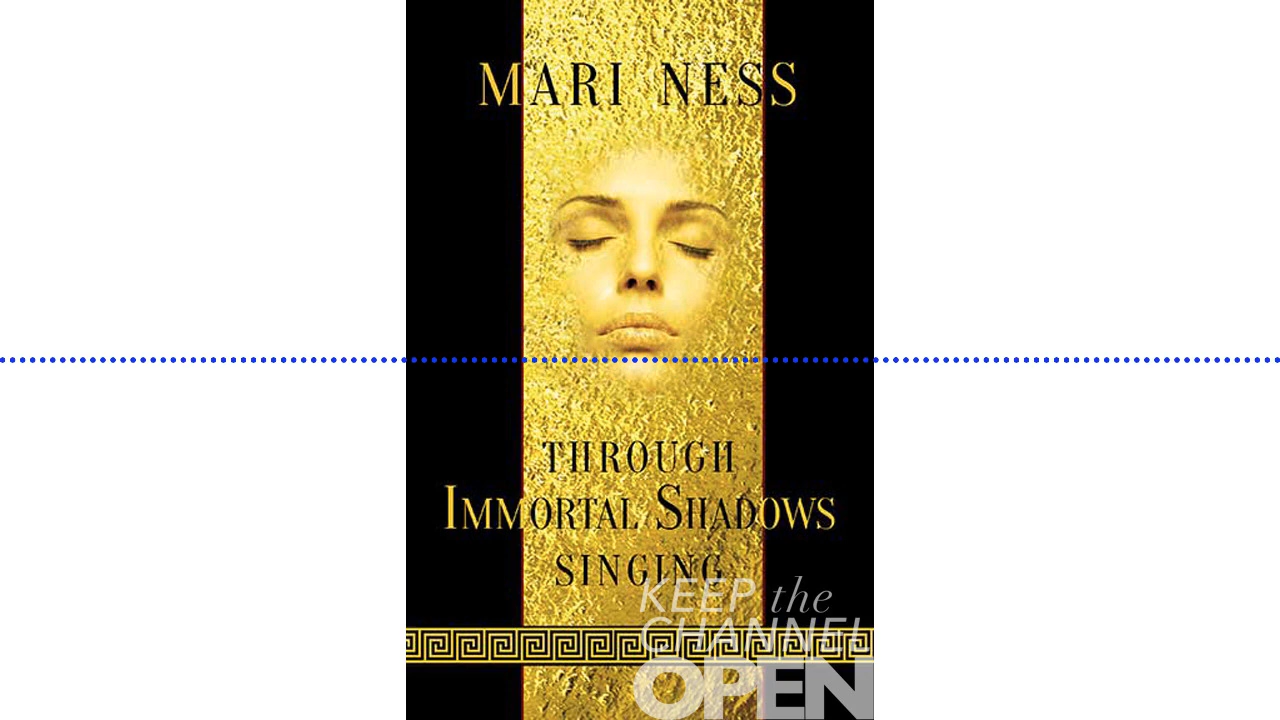 MARI NESS
THROUGH
IMMORTAL SHADOWS
SINGING
KEEP the
CHANNEL
OPEN